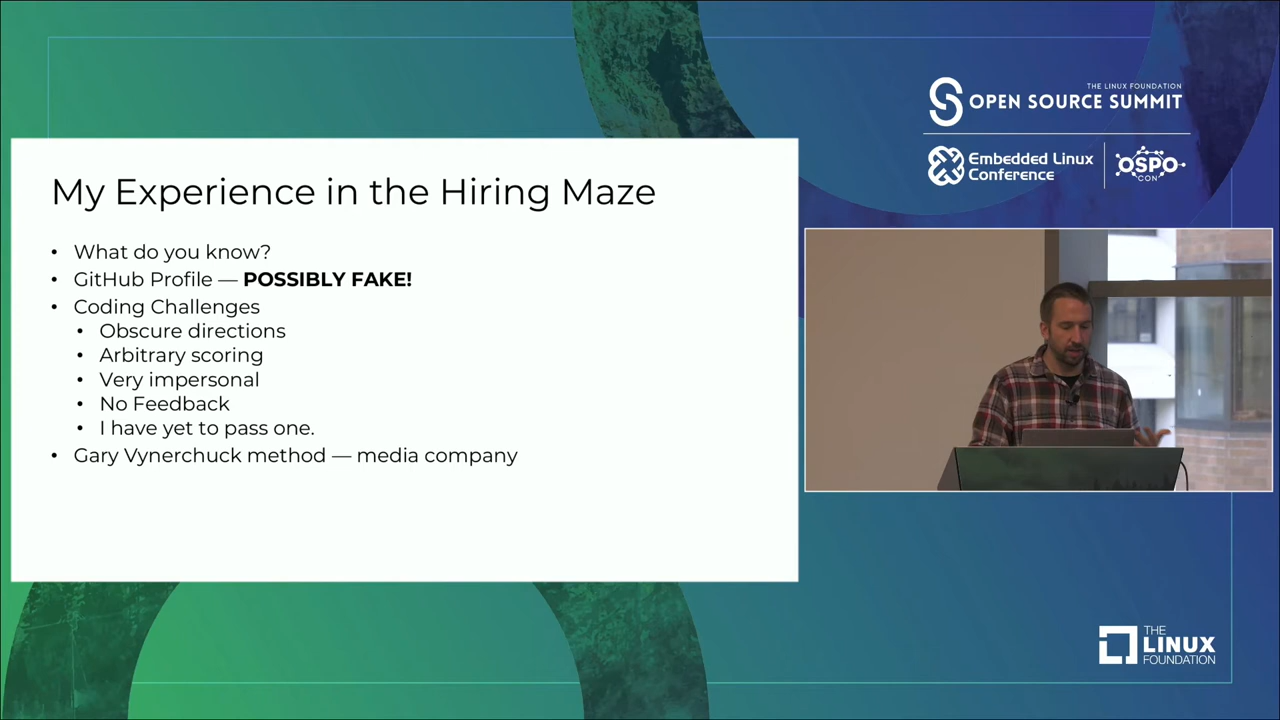 THE LINUX FOUNDATION
OPEN SOURCE SUMMIT
Embedded Linux
Conference
OSPO
CON
My Experience in the Hiring Maze
• What do you know?
• GitHub Profile — POSSIBLY FAKE!
• Coding Challenges
• Obscure directions
• Arbitrary scoring
• Very impersonal
• No Feedback
• I have yet to pass one.
• Gary Vynerchuck method — media company
THE
LINUX
FOUNDATION